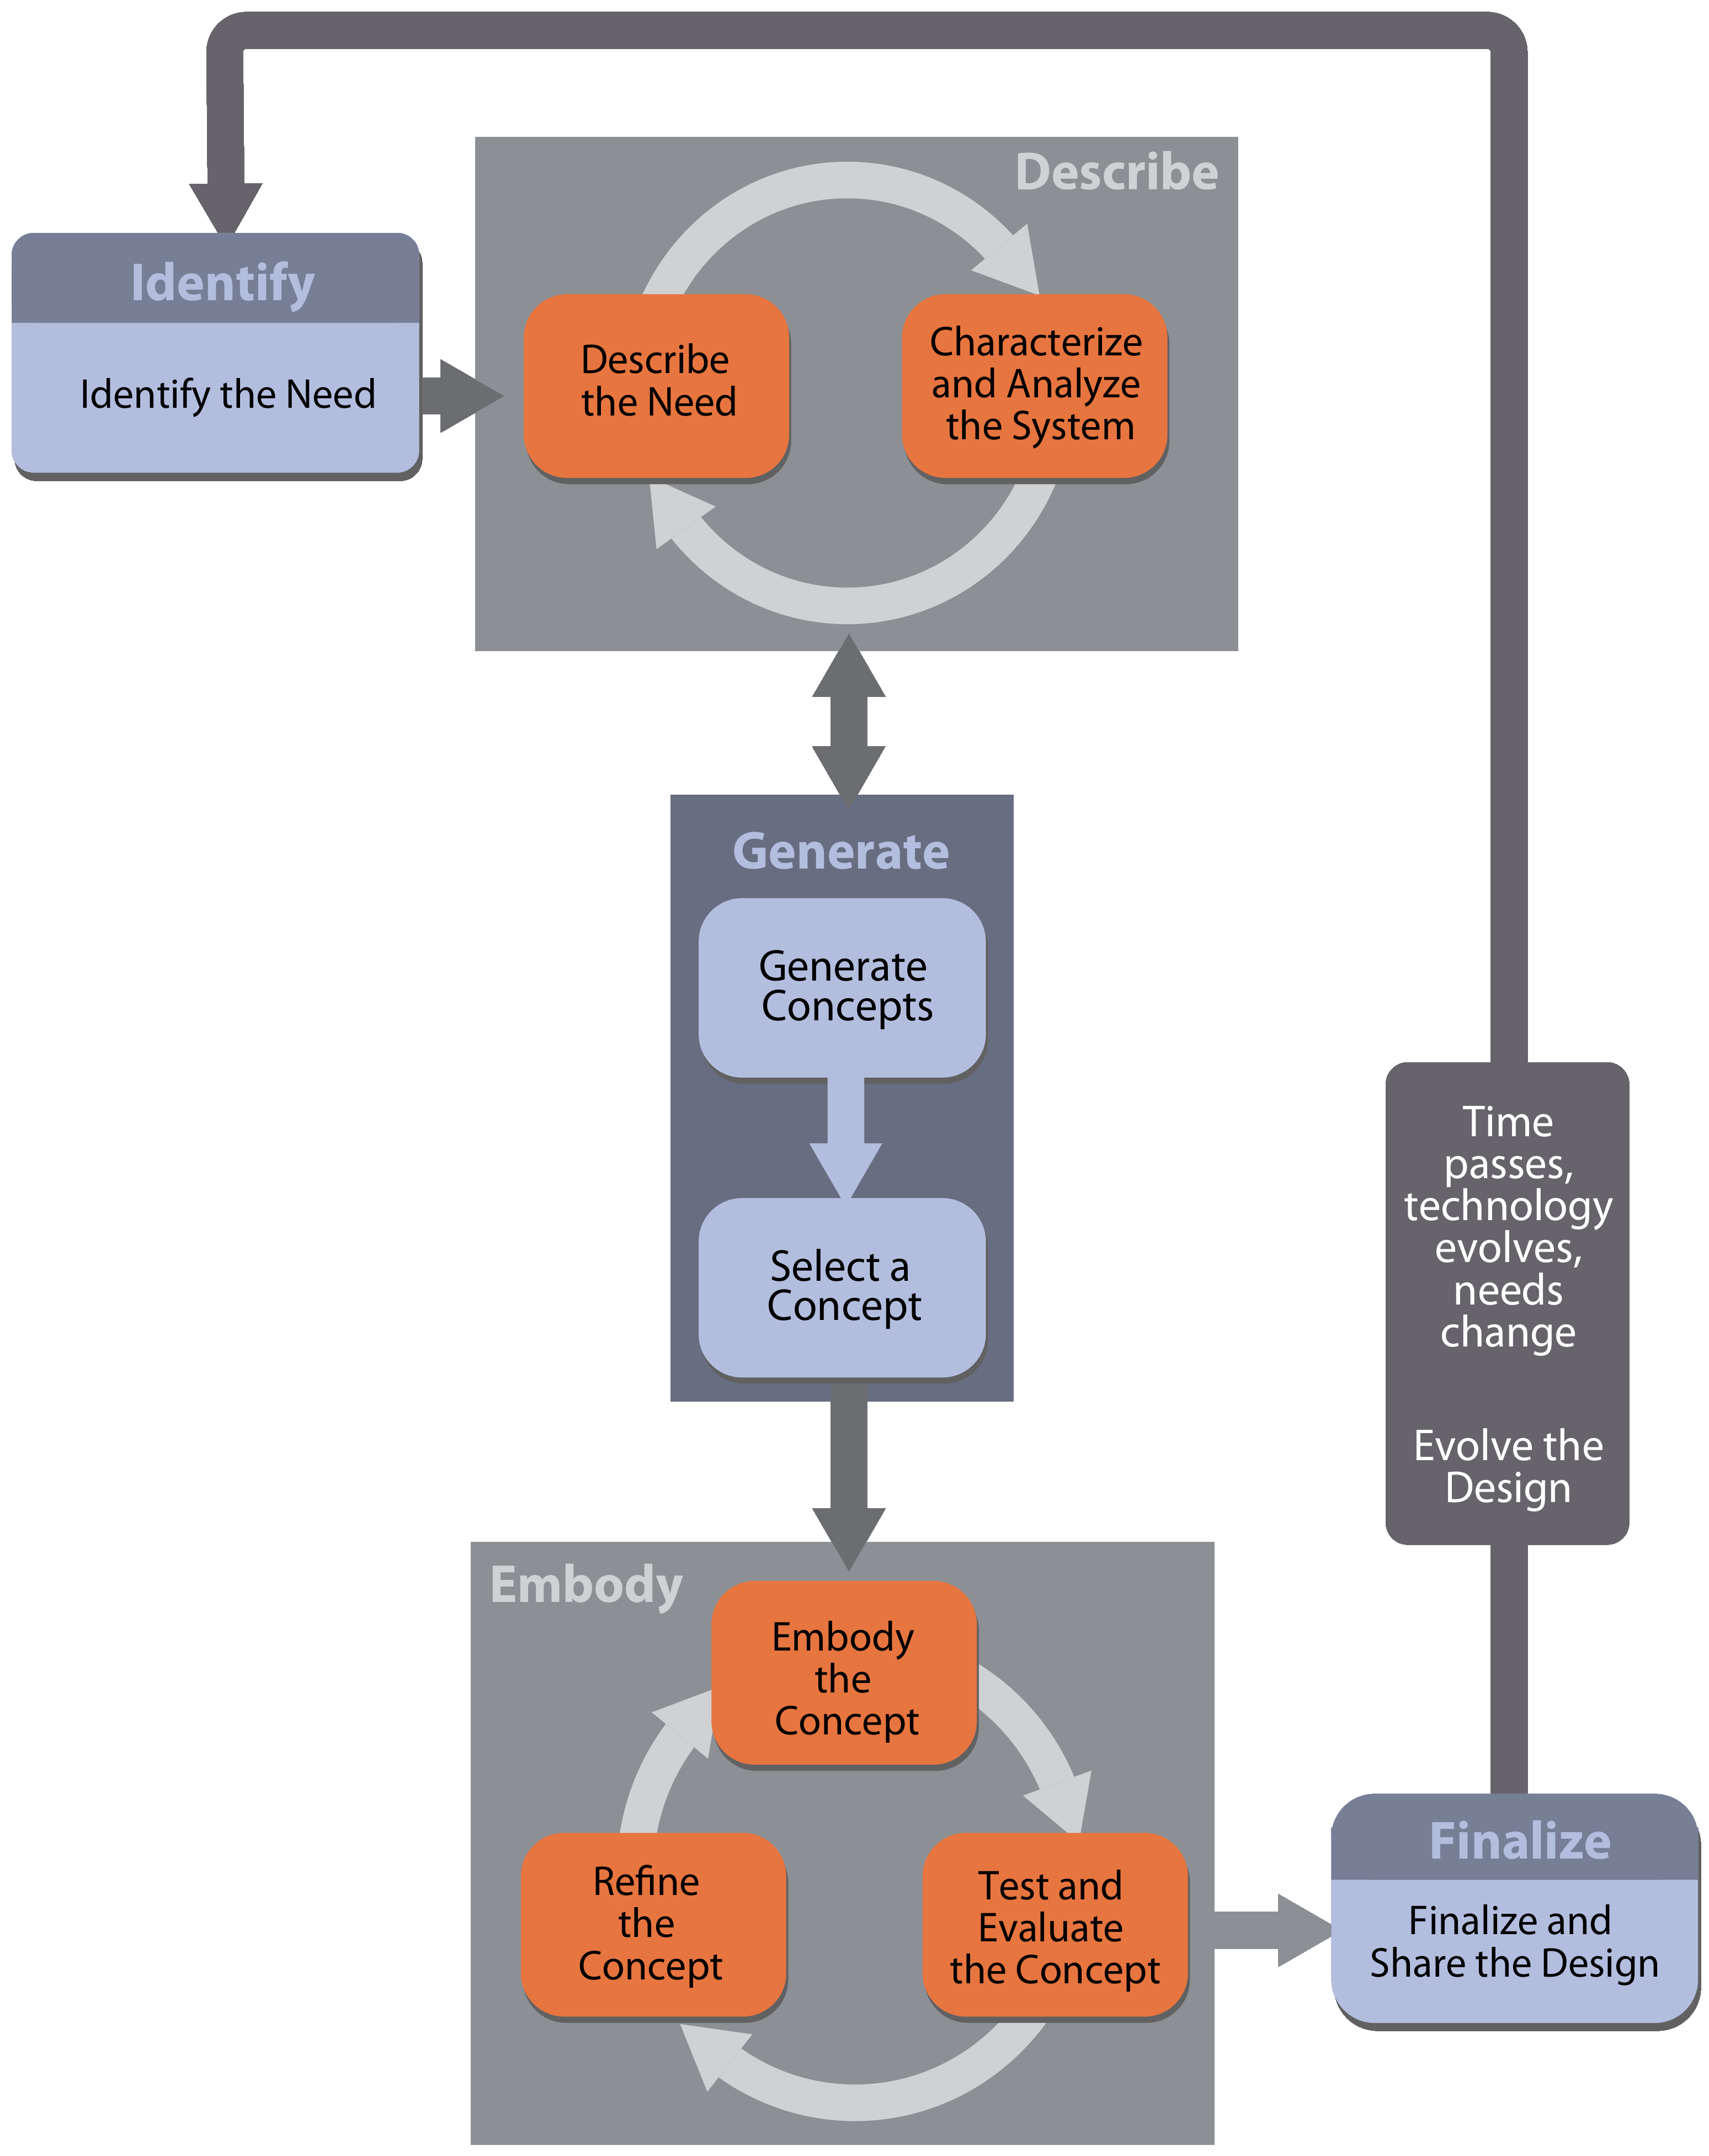 Describe
Identify
Identify the Need
Describe
the Need
Characterize
and Analyze
the System
Generate
Generate
Concepts
Select a
Concept
Time
passes,
technology
evolves,
needs
change
Evolve the
Design
Embody
Embody
the
Concept
Refine
the
Concept
Test and
Evaluate
the Concept
Finalize
Finalize and
Share the Design